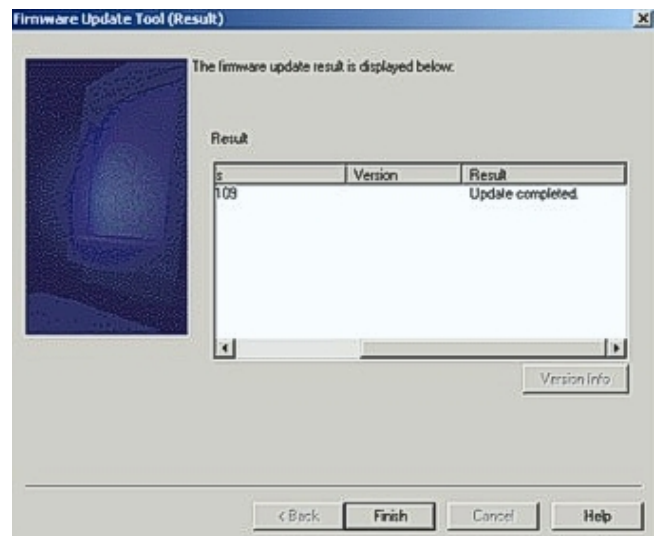 Firmware Update Tool (Result)
The firmware update result is displayed below:
Result
s Version Result
109 Update completed.
Version Info
< Back Finish Cancel Help